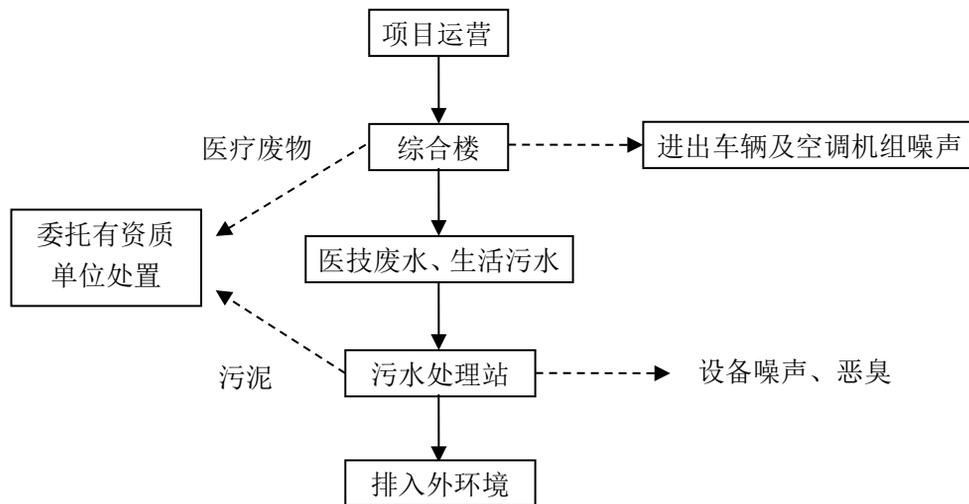 项目运营
医疗废物
综合楼
进出车辆及空调机组噪声
委托有资质
单位处置
医技废水、生活污水
污泥
污水处理站
设备噪声、恶臭
排入外环境